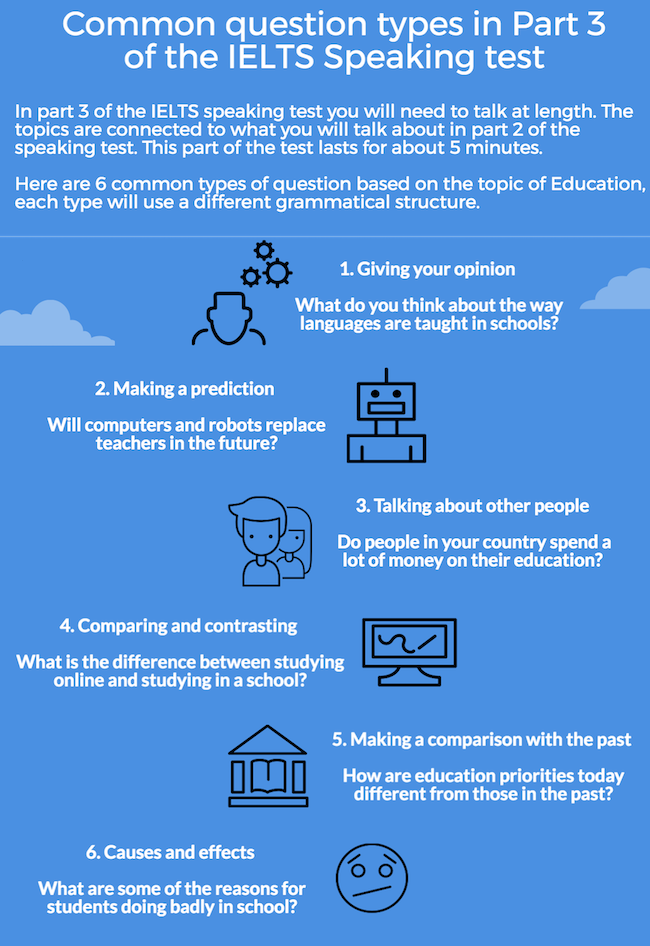 Common question types in Part 3
of the IELTS Speaking test
In part 3 of the IELTS speaking test you will need to talk at length. The
topics are connected to what you will talk about in part 2 of the
speaking test. This part of the test lasts for about 5 minutes.
Here are 6 common types of question based on the topic of Education,
each type will use a different grammatical structure.
1. Giving your opinion
What do you think about the way
languages are taught in schools?
2. Making a prediction
Will computers and robots replace
teachers in the future?
3. Talking about other people
Do people in your country spend a
lot of money on their education?
4. Comparing and contrasting
What is the difference between studying
online and studying in a school?
5. Making a comparison with the past
How are education priorities today
different from those in the past?
6. Causes and effects
What are some of the reasons for
students doing badly in school?